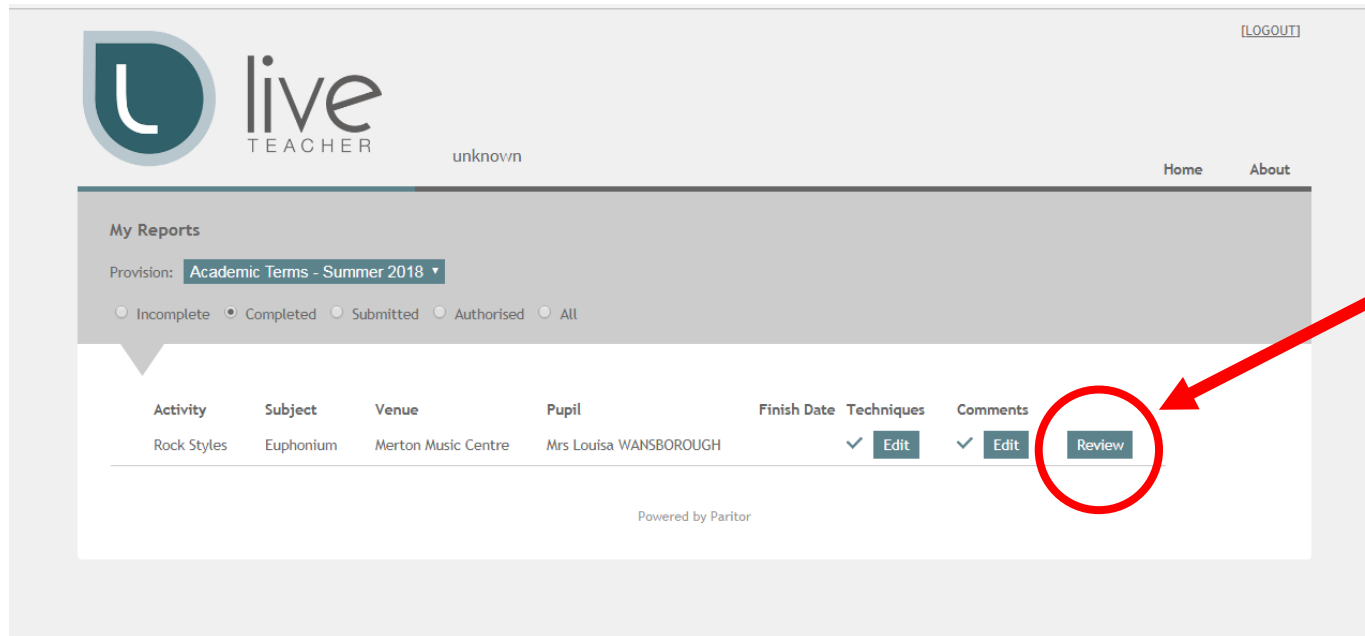 [LOGOUT]
live
TEACHER
unknown
Home About
My Reports
Provision: Academic Terms - Summer 2018
Incomplete Completed Submitted Authorised All
Activity Subject Venue Pupil Finish Date Techniques Comments
Rock Styles Euphonium Merton Music Centre Mrs Louisa WANSBOROUGH Edit Edit Review
Powered by Paritor